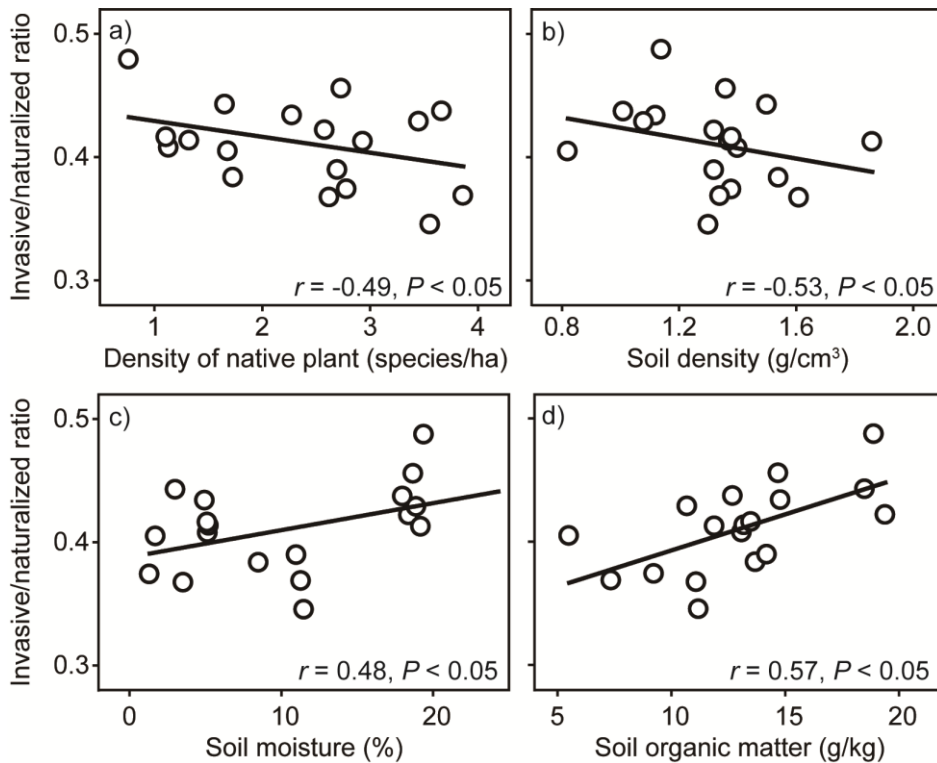 a)
Invasive/naturalized ratio
0.5
0.4
0.3
r = -0.49, P < 0.05
1 2 3 4
Density of native plant (species/ha)
b)
r = -0.53, P < 0.05
0.8 1.2 1.6 2.0
Soil density (g/cm³)
c)
Invasive/naturalized ratio
0.5
0.4
0.3
r = 0.48, P < 0.05
0 10 20
Soil moisture (%)
d)
r = 0.57, P < 0.05
5 10 15 20
Soil organic matter (g/kg)